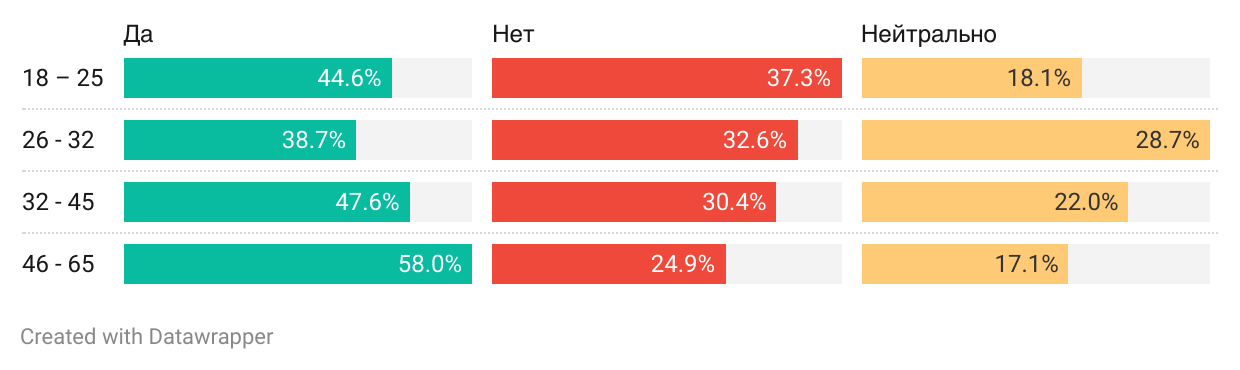 Да Нет Нейтрально
18 – 25 44.6% 37.3% 18.1%
26 - 32 38.7% 32.6% 28.7%
32 - 45 47.6% 30.4% 22.0%
46 - 65 58.0% 24.9% 17.1%
Created with Datawrapper